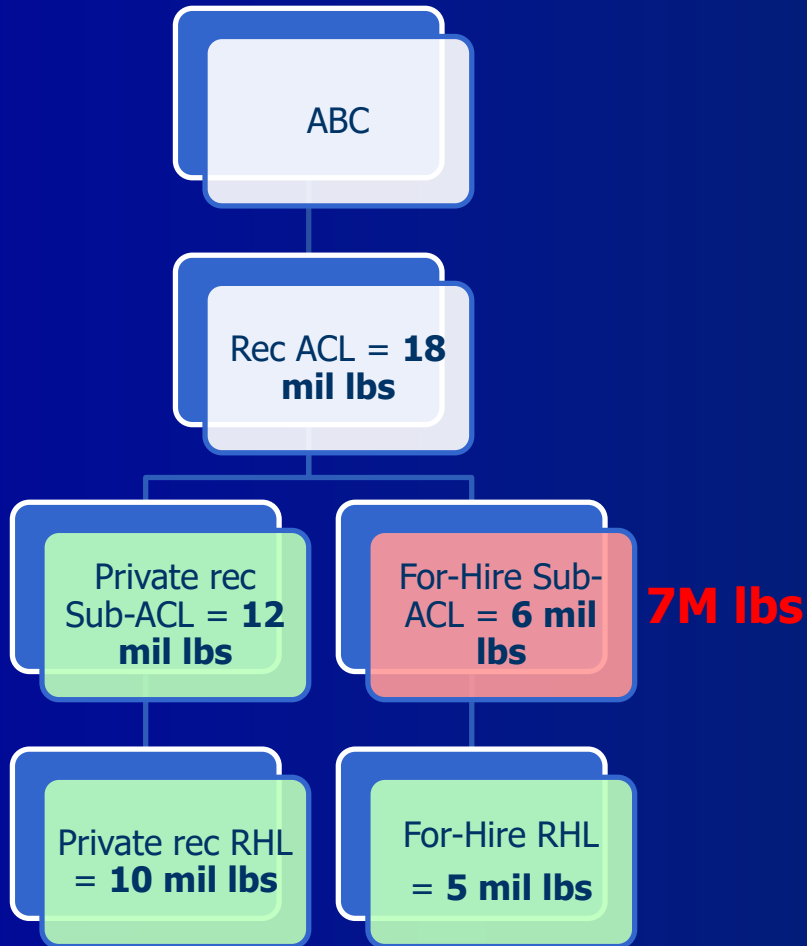 ABC
Rec ACL = 18
mil lbs
Private rec
Sub-ACL = 12
mil lbs
For-Hire Sub-
ACL = 6 mil
lbs
7M lbs
Private rec RHL
= 10 mil lbs
For-Hire RHL
= 5 mil lbs